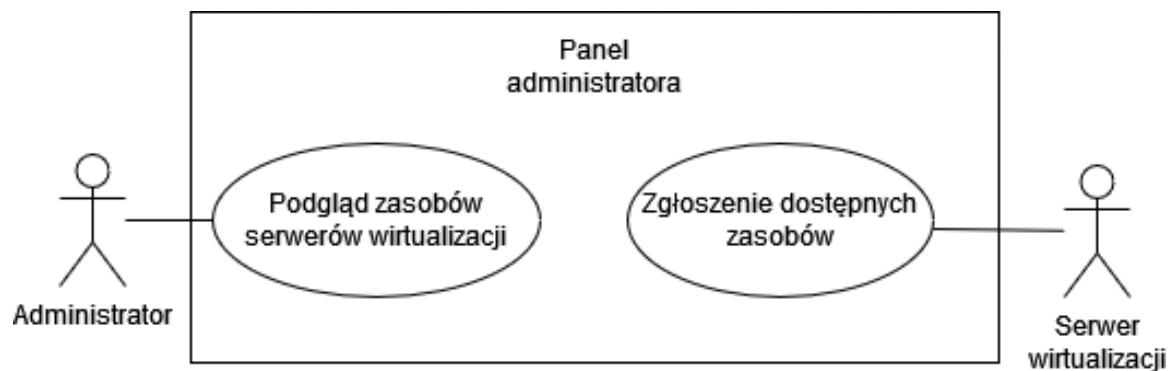 Panel
administratora
Podgląd zasobów
serwerów wirtualizacji
Zgłoszenie dostępnych
zasobów
Administrator
Serwer
wirtualizacji